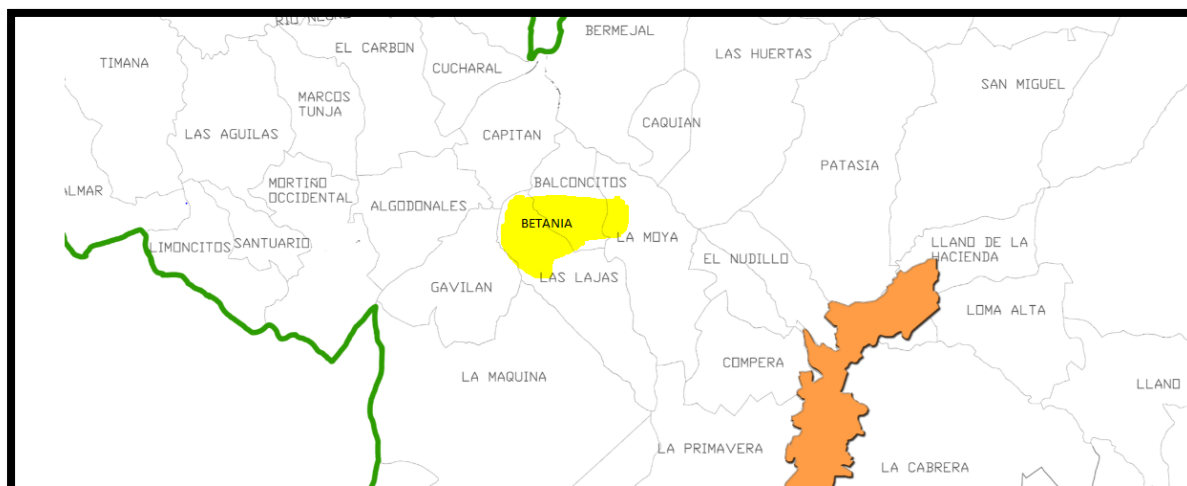 BERMEJAL
EL CARBON
LAS HUERTAS
TIMANA
CUCHARAL
SAN MIGUEL
MARCOS
TUNJA
CAQUIAN
LAS AGUILAS
CAPITAN
PATASIA
BALCONCITOS
MORTIÑO
OCCIDENTAL
ALMAR
ALGODONALES
BETANIA
LA MOYA
LIMONCITOS
SANTUARIO
LLANO DE LA
HACIENDA
EL NUDILLO
LAS LAJAS
GAVILAN
LOMA ALTA
COMPERA
LA MAQUINA
LLANO
LA PRIMAVERA
LA CABRERA